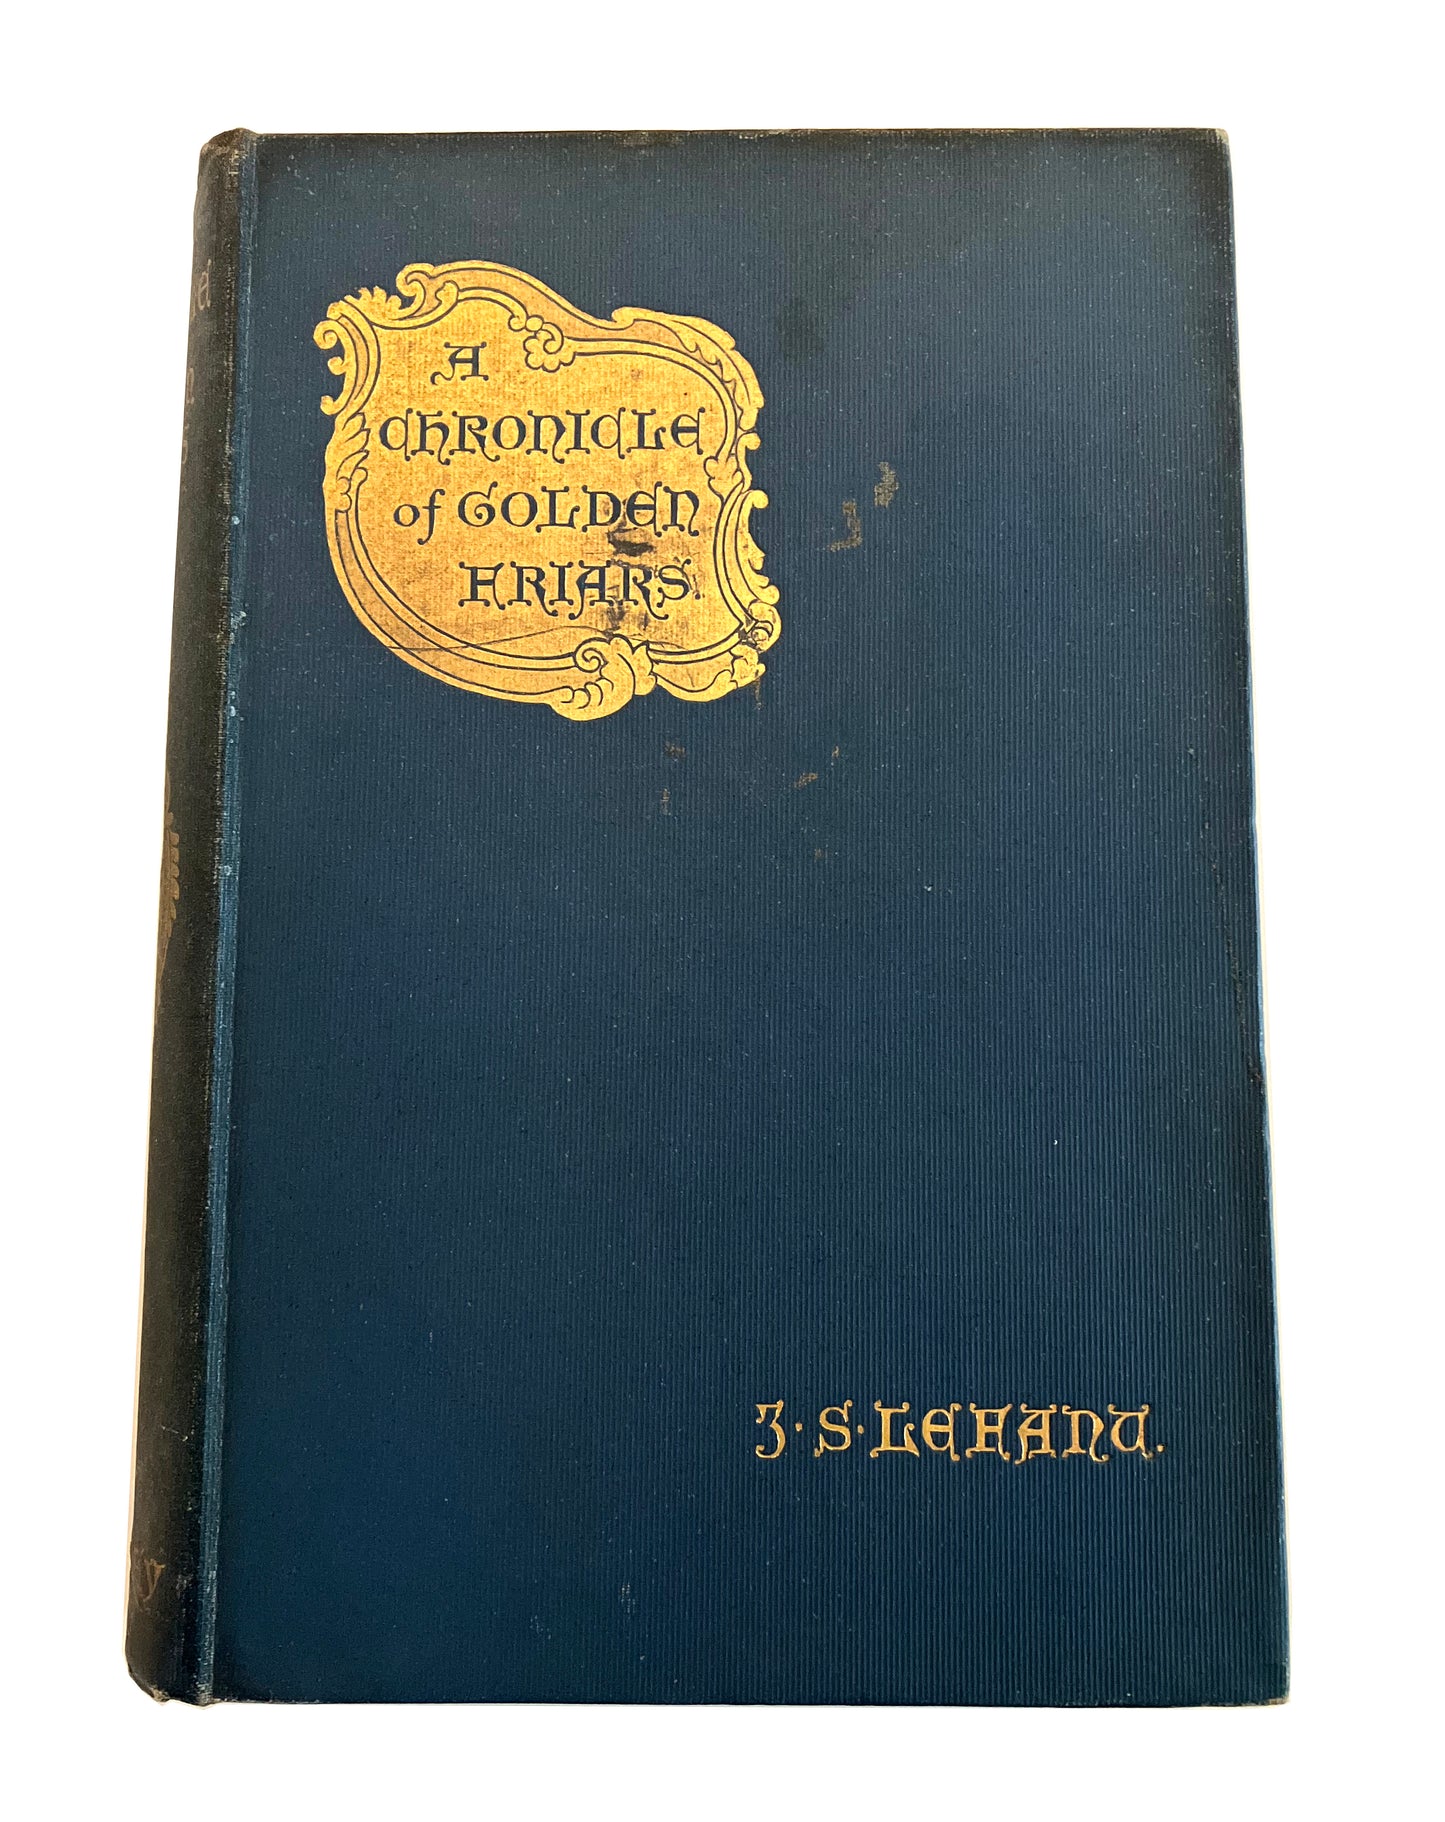 A
CHRONICLE
of GOLDEN
FRIARS.
J·S·LEFANU.